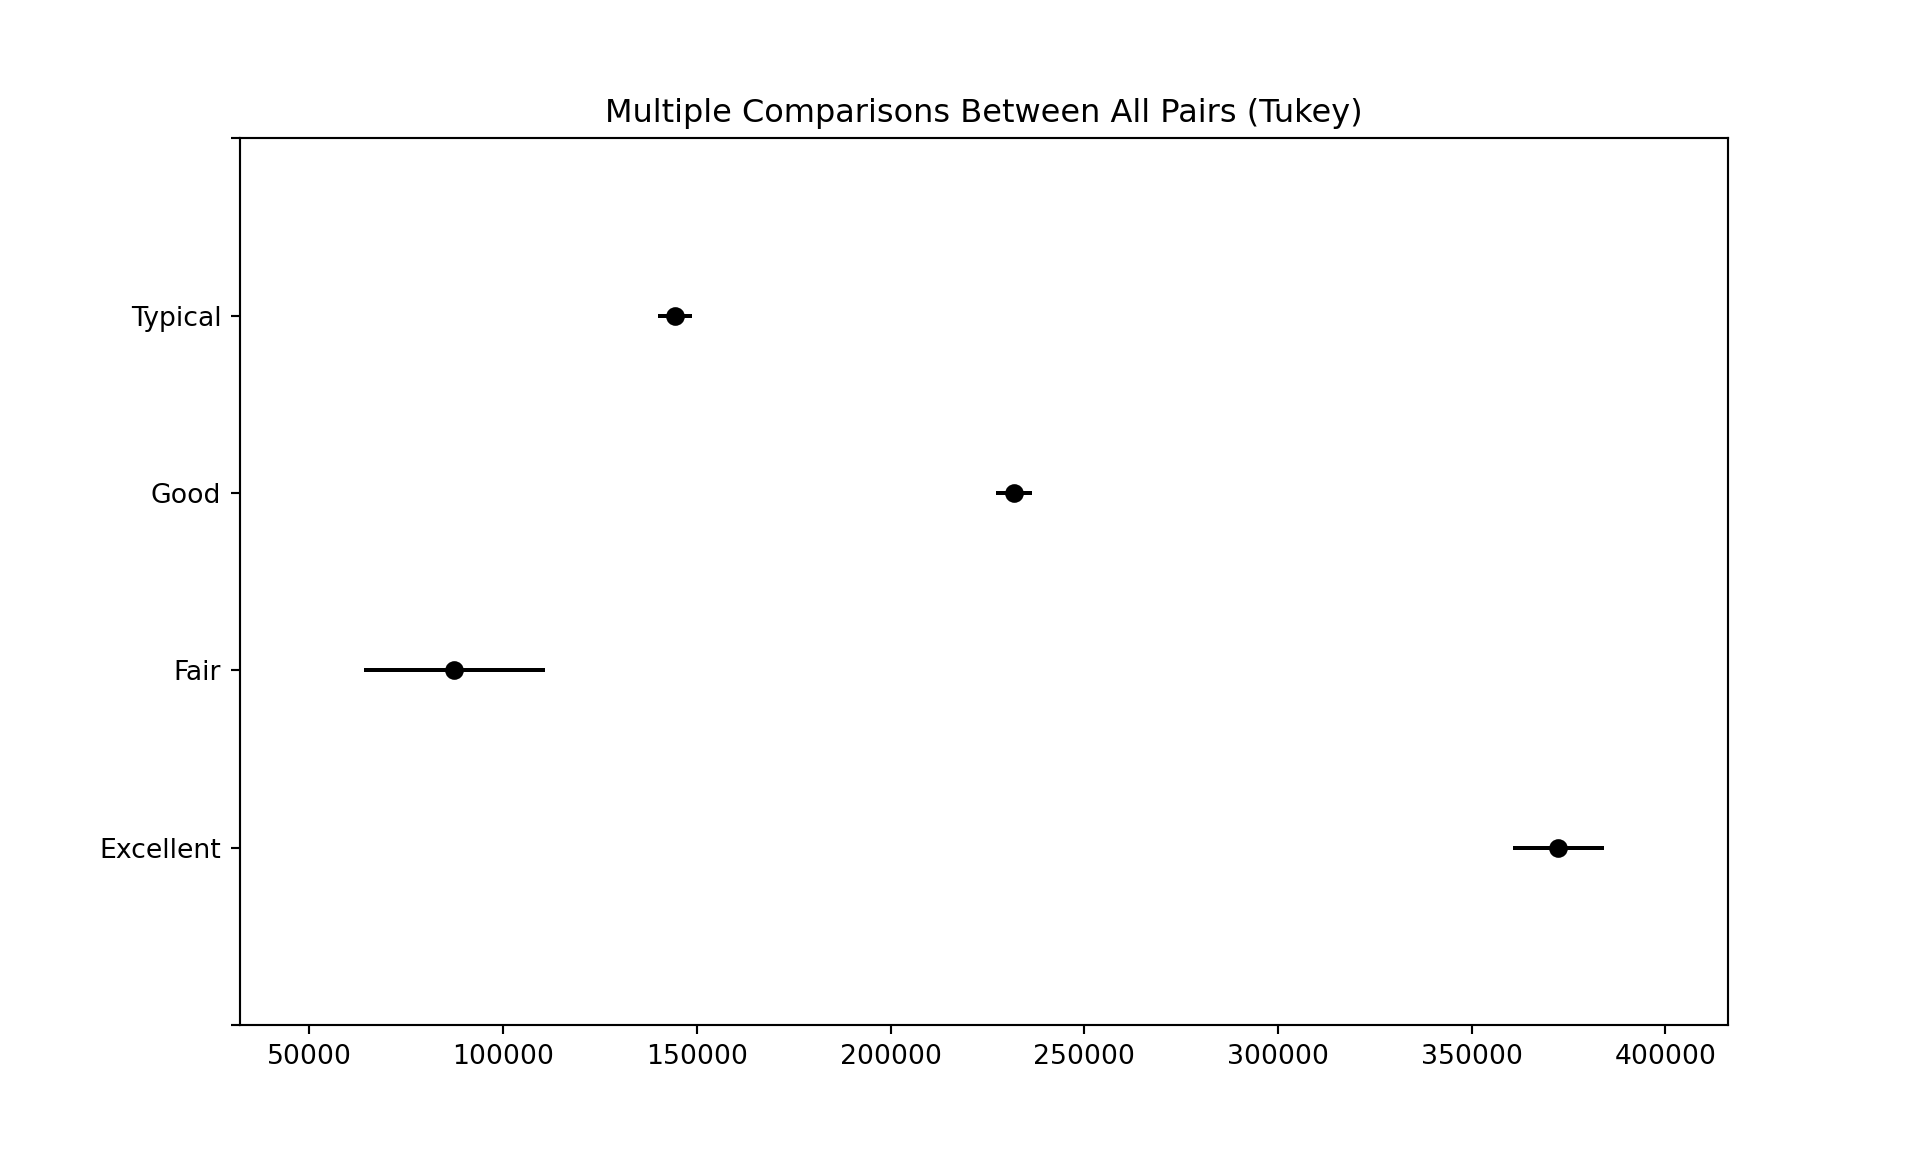 Multiple Comparisons Between All Pairs (Tukey)
Typical
Good
Fair
Excellent
50000 100000 150000 200000 250000 300000 350000 400000